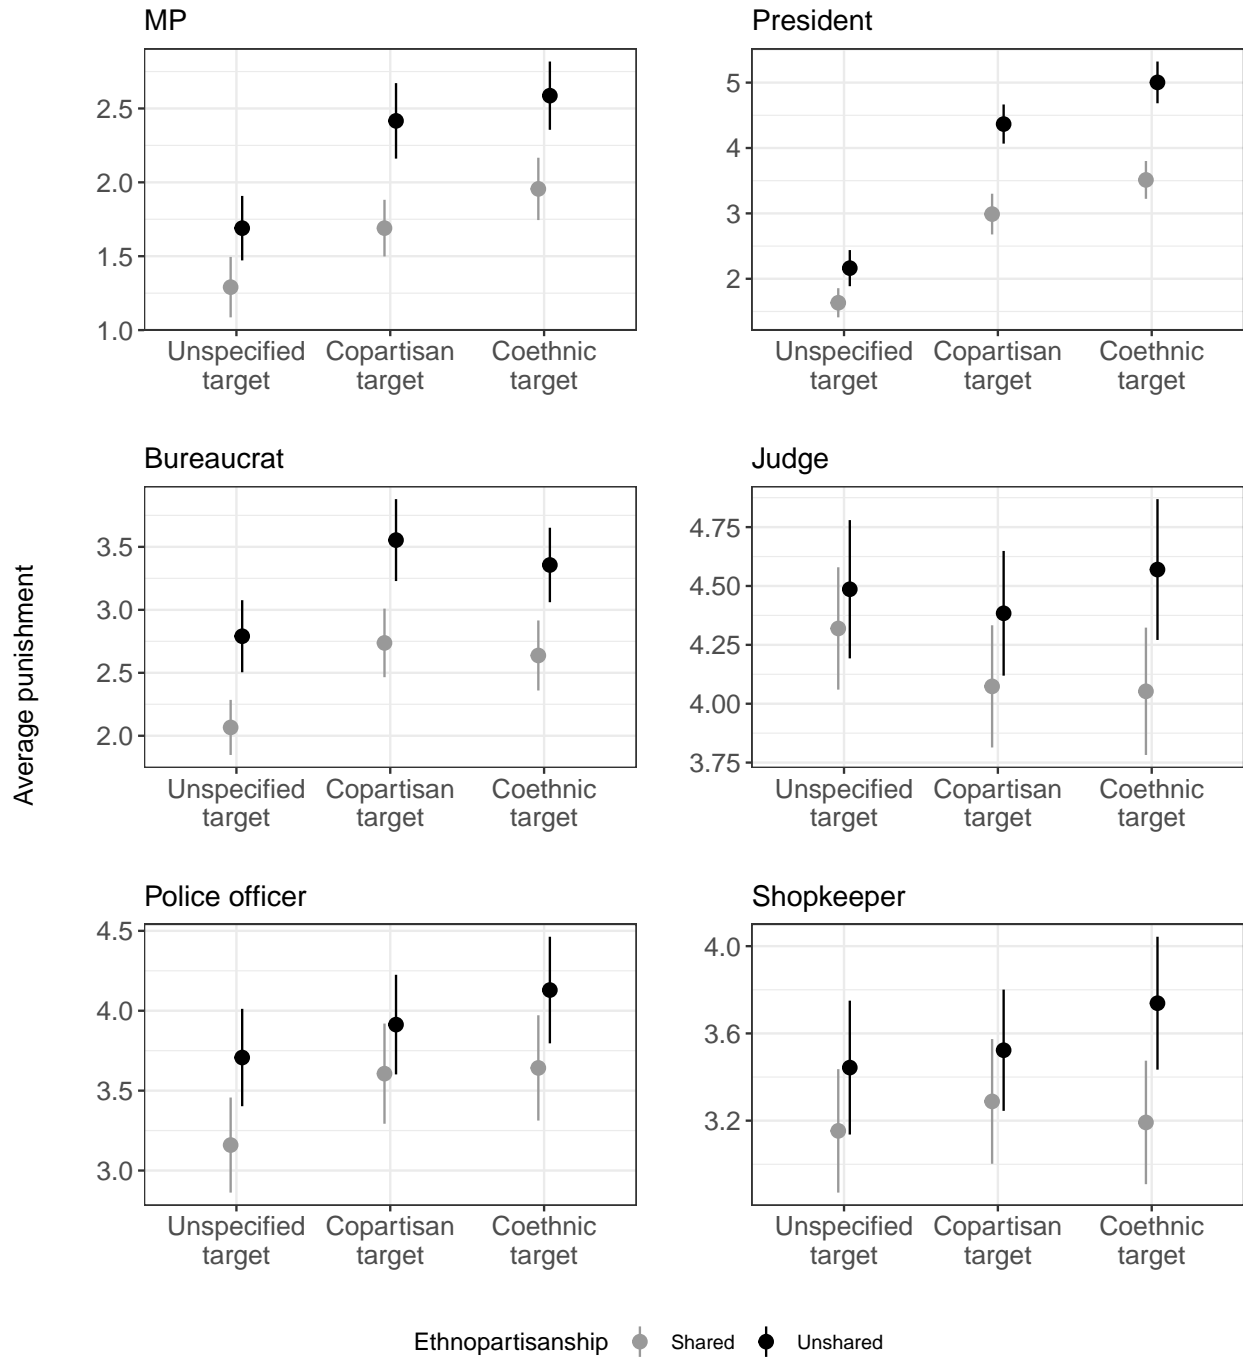 MP
2.5
2.0
1.5
1.0
Unspecified target
Copartisan target
Coethnic target
President
5
4
3
2
Unspecified target
Copartisan target
Coethnic target
Average punishment
Bureaucrat
3.5
3.0
2.5
2.0
Unspecified target
Copartisan target
Coethnic target
Judge
4.75
4.50
4.25
4.00
3.75
Unspecified target
Copartisan target
Coethnic target
Police officer
4.5
4.0
3.5
3.0
Unspecified target
Copartisan target
Coethnic target
Shopkeeper
4.0
3.6
3.2
Unspecified target
Copartisan target
Coethnic target
Ethnopartisanship Shared Unshared